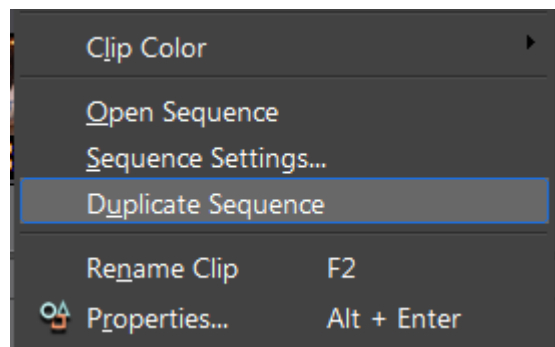 Clip Color
Open Sequence
Sequence Settings...
Duplicate Sequence
Rename Clip F2
Properties... Alt + Enter